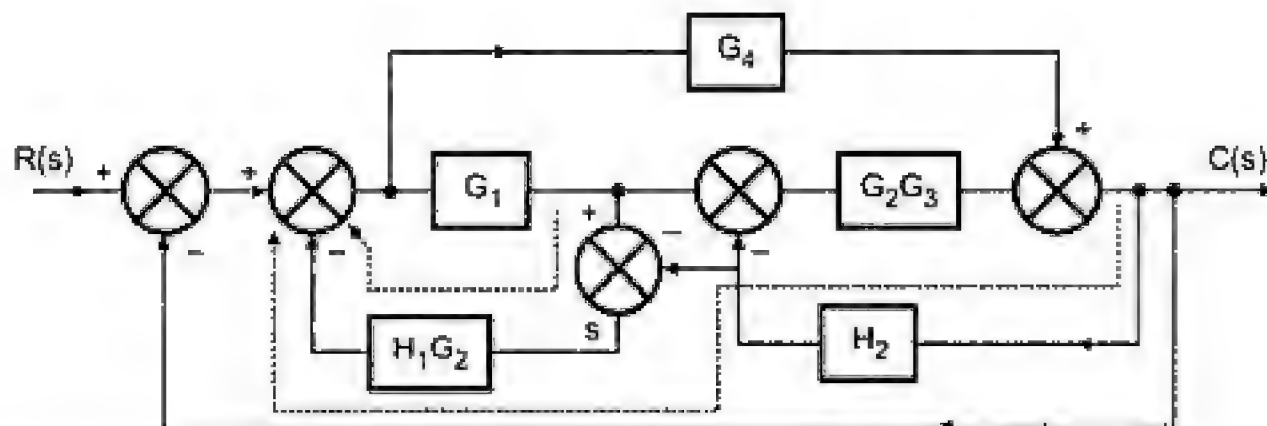 G₄
R(s) + + + C(s)
G₁ G₂G₃
− + − −
− s
H₁G₂ H₂
−